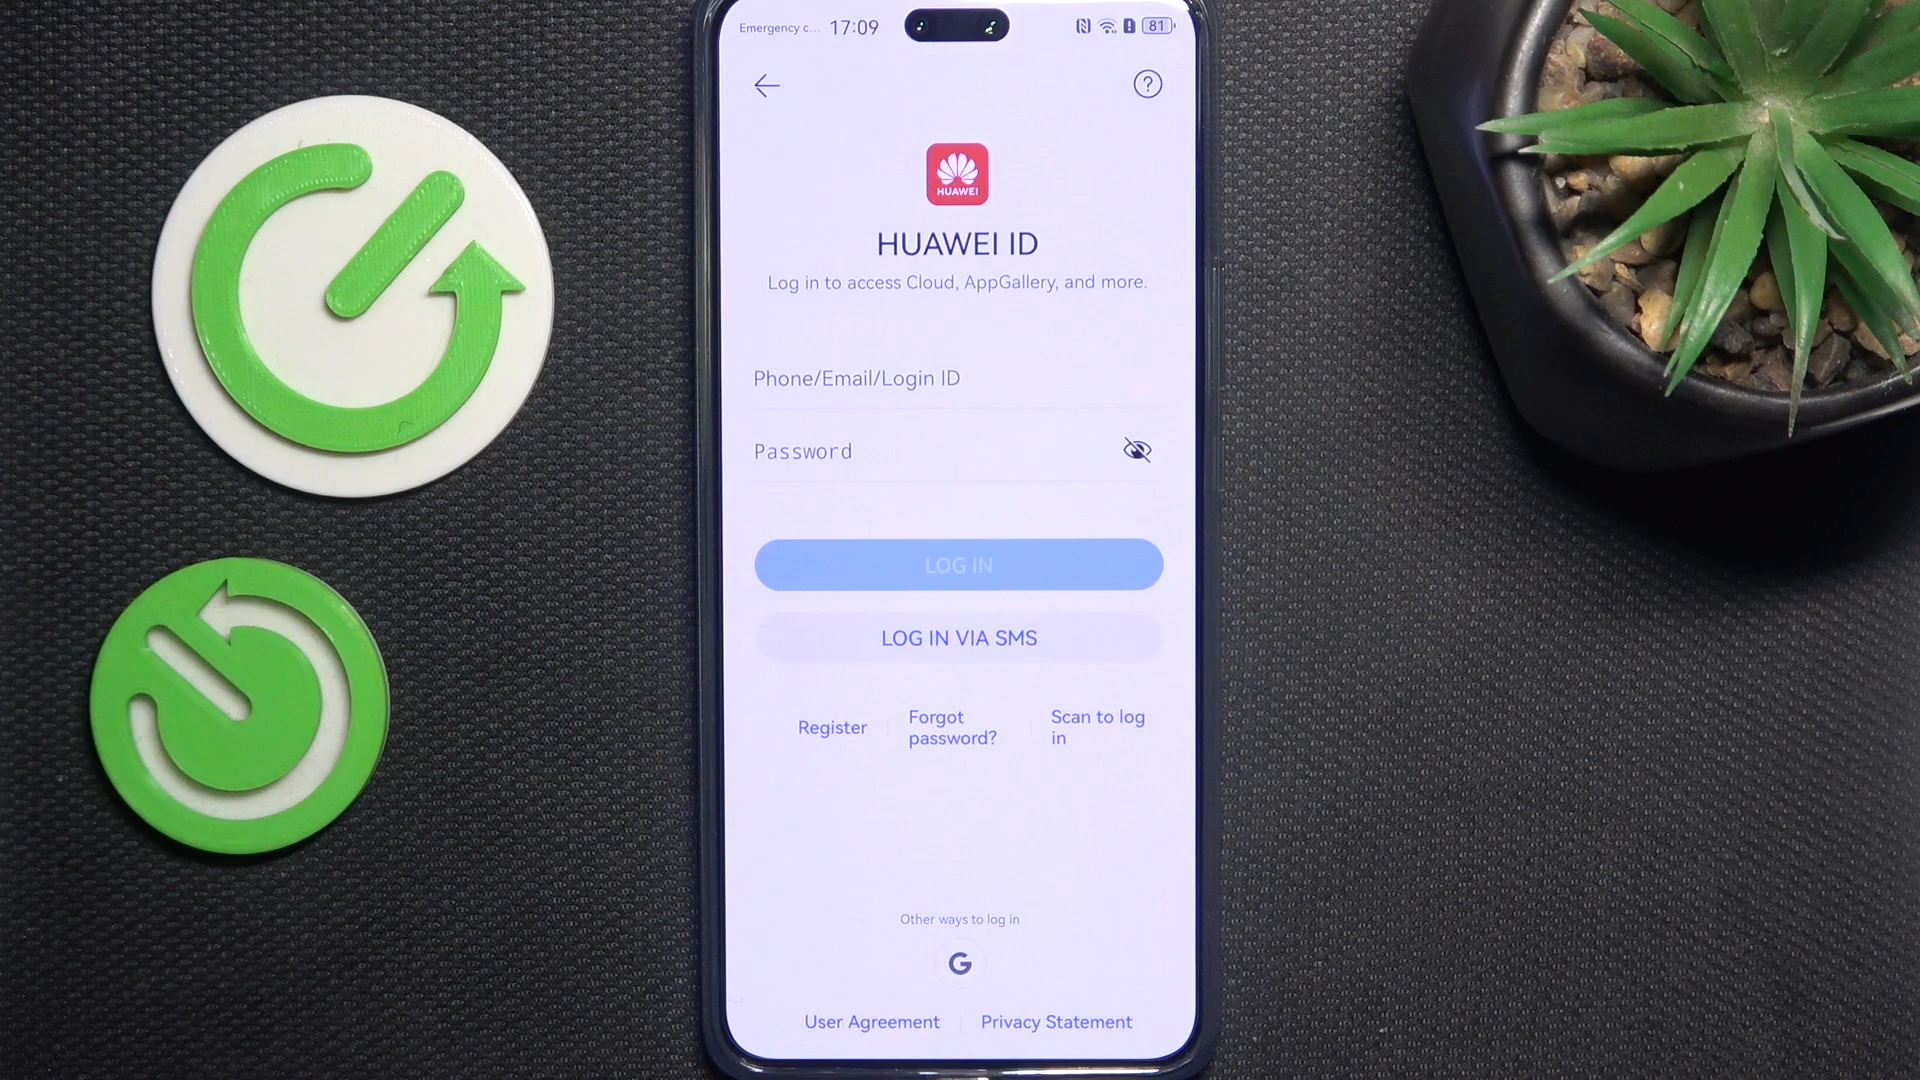 Emergency c... 17:09 81
?
HUAWEI
HUAWEI ID
Log in to access Cloud, AppGallery, and more.
Phone/Email/Login ID
Password
LOG IN
LOG IN VIA SMS
Register
Forgot
password?
Scan to log
in
Other ways to log in
G
User Agreement
Privacy Statement